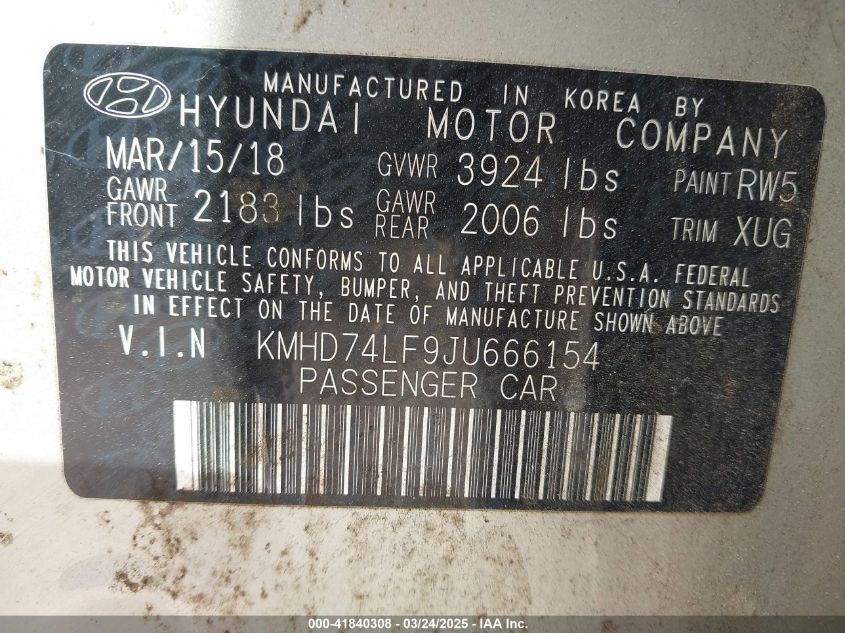 MANUFACTURED IN KOREA BY
HYUNDAI MOTOR COMPANY
MAR/15/18 GVWR 3924 lbs PAINT RW5
GAWR FRONT 2183 lbs GAWR REAR 2006 lbs TRIM XUG
THIS VEHICLE CONFORMS TO ALL APPLICABLE U.S.A. FEDERAL
MOTOR VEHICLE SAFETY, BUMPER, AND THEFT PREVENTION STANDARDS
IN EFFECT ON THE DATE OF MANUFACTURE SHOWN ABOVE
V.I.N KMHD74LF9JU666154
PASSENGER CAR
000-41840308 - 03/24/2025 - IAA Inc.